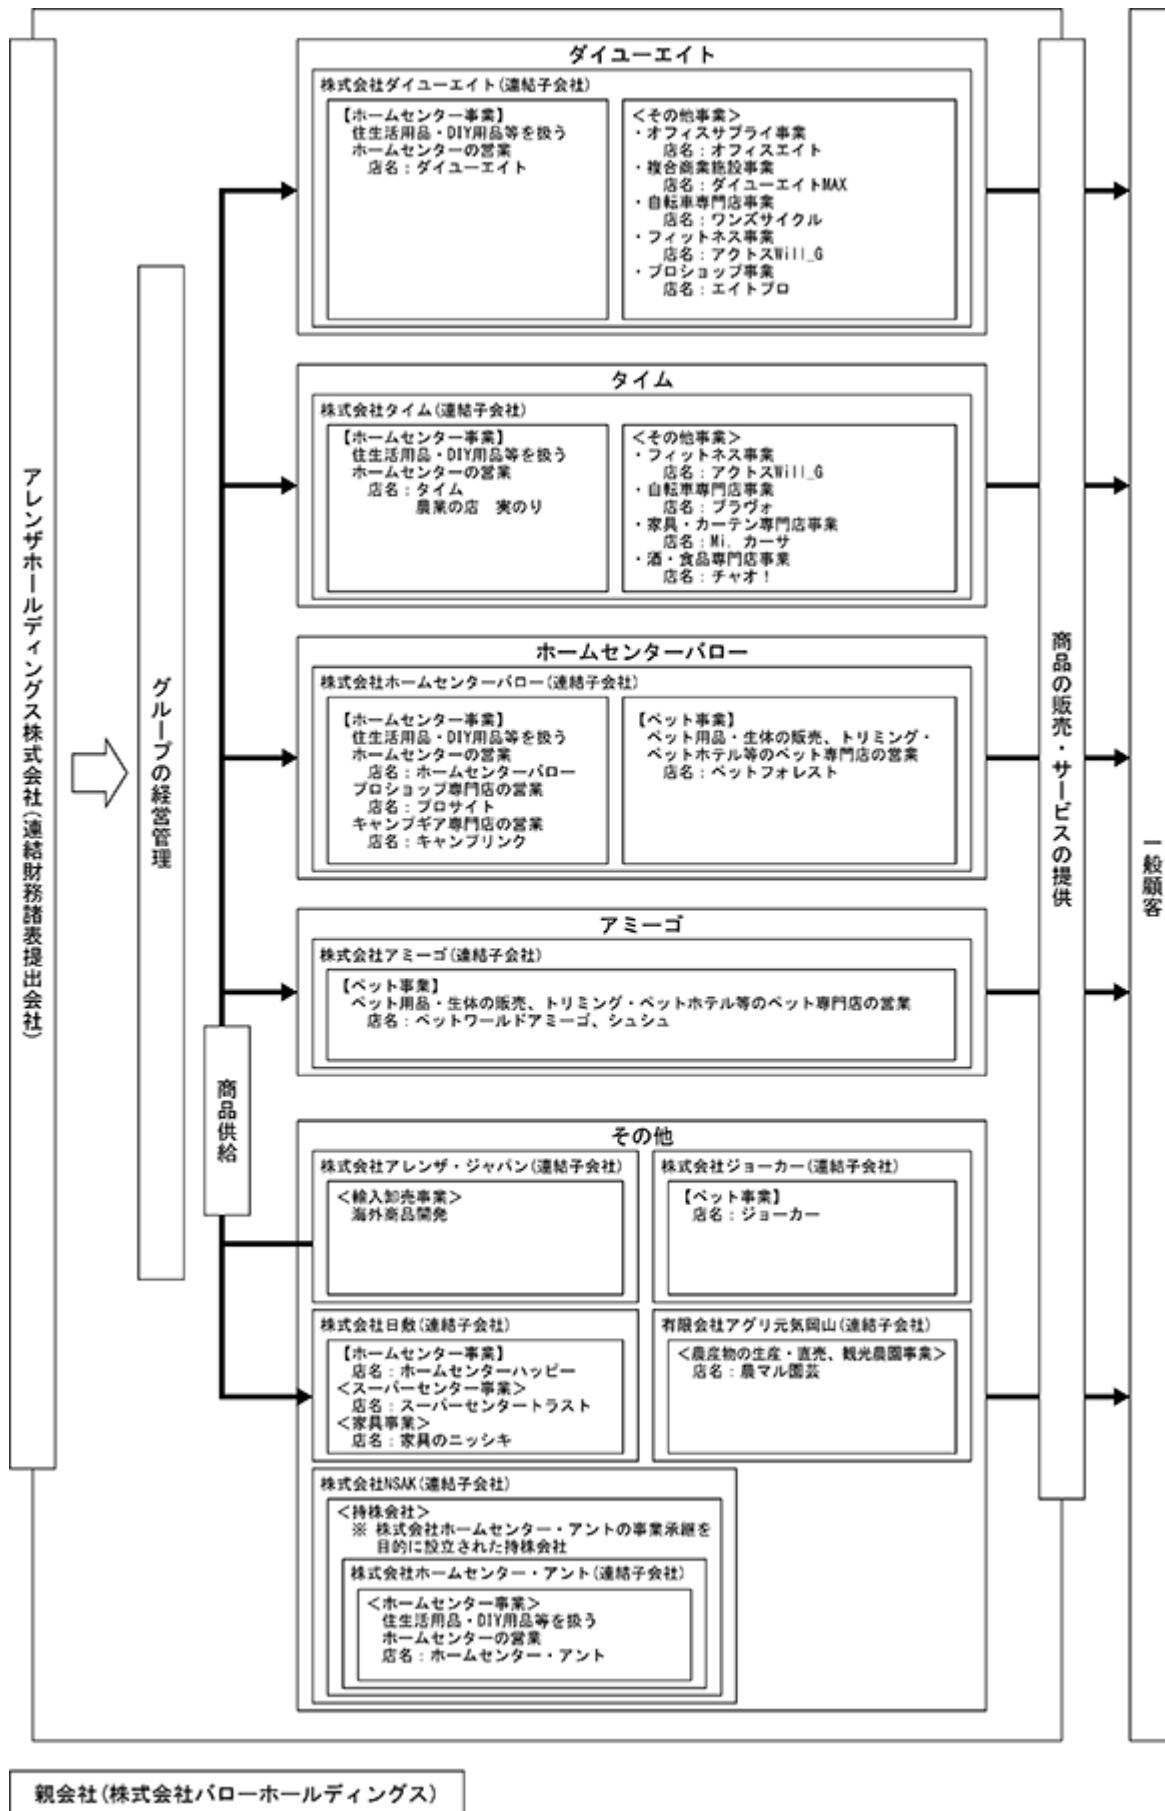 アレンザホールディングス株式会社(連結財務諸表提出会社)
グループの経営管理
商品供給
ダイユーエイト
株式会社ダイユーエイト(連結子会社)
【ホームセンター事業】
住生活用品・DIY用品等を扱う
ホームセンターの営業
店名：ダイユーエイト
＜その他事業＞
・オフィスサプライ事業
店名：オフィスエイト
・複合商業施設事業
店名：ダイユーエイトMAX
・自転車専門店事業
店名：ワンズサイクル
・フィットネス事業
店名：アクトスWill_G
・プロショップ事業
店名：エイトプロ
タイム
株式会社タイム(連結子会社)
【ホームセンター事業】
住生活用品・DIY用品等を扱う
ホームセンターの営業
店名：タイム
農業の店　実のり
＜その他事業＞
・フィットネス事業
店名：アクトスWill_G
・自転車専門店事業
店名：ブラヴォ
・家具・カーテン専門店事業
店名：Mi. カーサ
・酒・食品専門店事業
店名：チャオ！
ホームセンターバロー
株式会社ホームセンターバロー(連結子会社)
【ホームセンター事業】
住生活用品・DIY用品等を扱う
ホームセンターの営業
店名：ホームセンターバロー
プロショップ専門店の営業
店名：プロサイト
キャンプギア専門店の営業
店名：キャンプリンク
【ペット事業】
ペット用品・生体の販売、トリミング・
ペットホテル等のペット専門店の営業
店名：ペットフォレスト
アミーゴ
株式会社アミーゴ(連結子会社)
【ペット事業】
ペット用品・生体の販売、トリミング・ペットホテル等のペット専門店の営業
店名：ペットワールドアミーゴ、シュシュ
その他
株式会社アレンザ・ジャパン(連結子会社)
＜輸入卸売事業＞
海外商品開発
株式会社ジョーカー(連結子会社)
【ペット事業】
店名：ジョーカー
株式会社日敷(連結子会社)
【ホームセンター事業】
店名：ホームセンターハッピー
＜スーパーセンター事業＞
店名：スーパーセンタートラスト
＜家具事業＞
店名：家具のニッシキ
有限会社アグリ元気岡山(連結子会社)
＜農産物の生産・直売、観光農園事業＞
店名：農マル園芸
株式会社NSAK(連結子会社)
＜持株会社＞
※ 株式会社ホームセンター・アントの事業承継を
目的に設立された持株会社
株式会社ホームセンター・アント(連結子会社)
＜ホームセンター事業＞
住生活用品・DIY用品等を扱う
ホームセンターの営業
店名：ホームセンター・アント
商品の販売・サービスの提供
一般顧客
親会社(株式会社バローホールディングス)